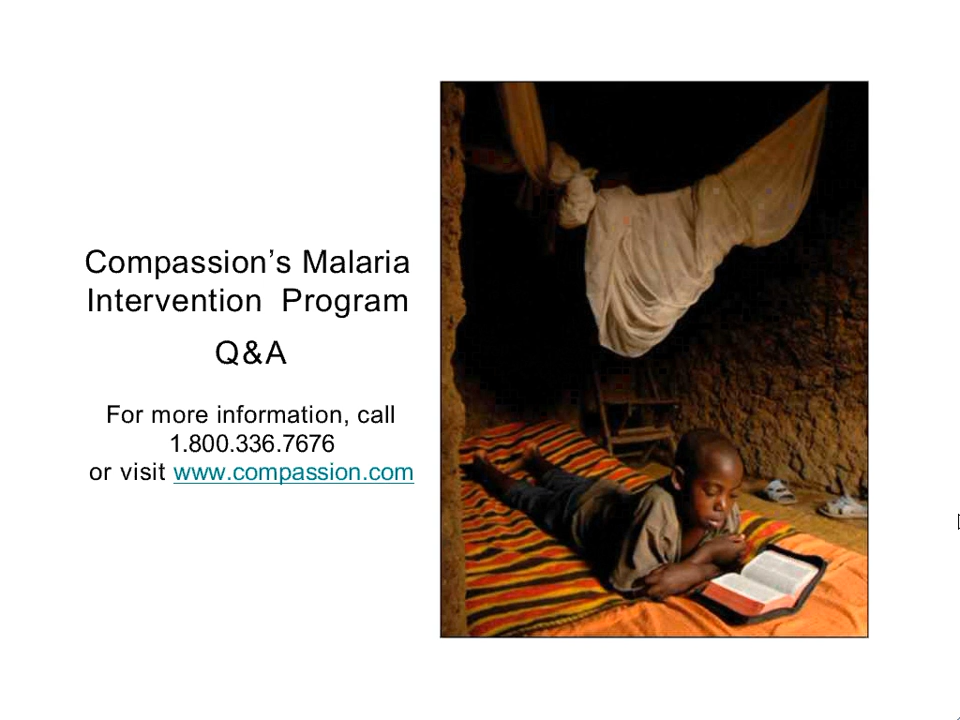 Compassion’s Malaria
Intervention Program
Q&A
For more information, call
1.800.336.7676
or visit www.compassion.com